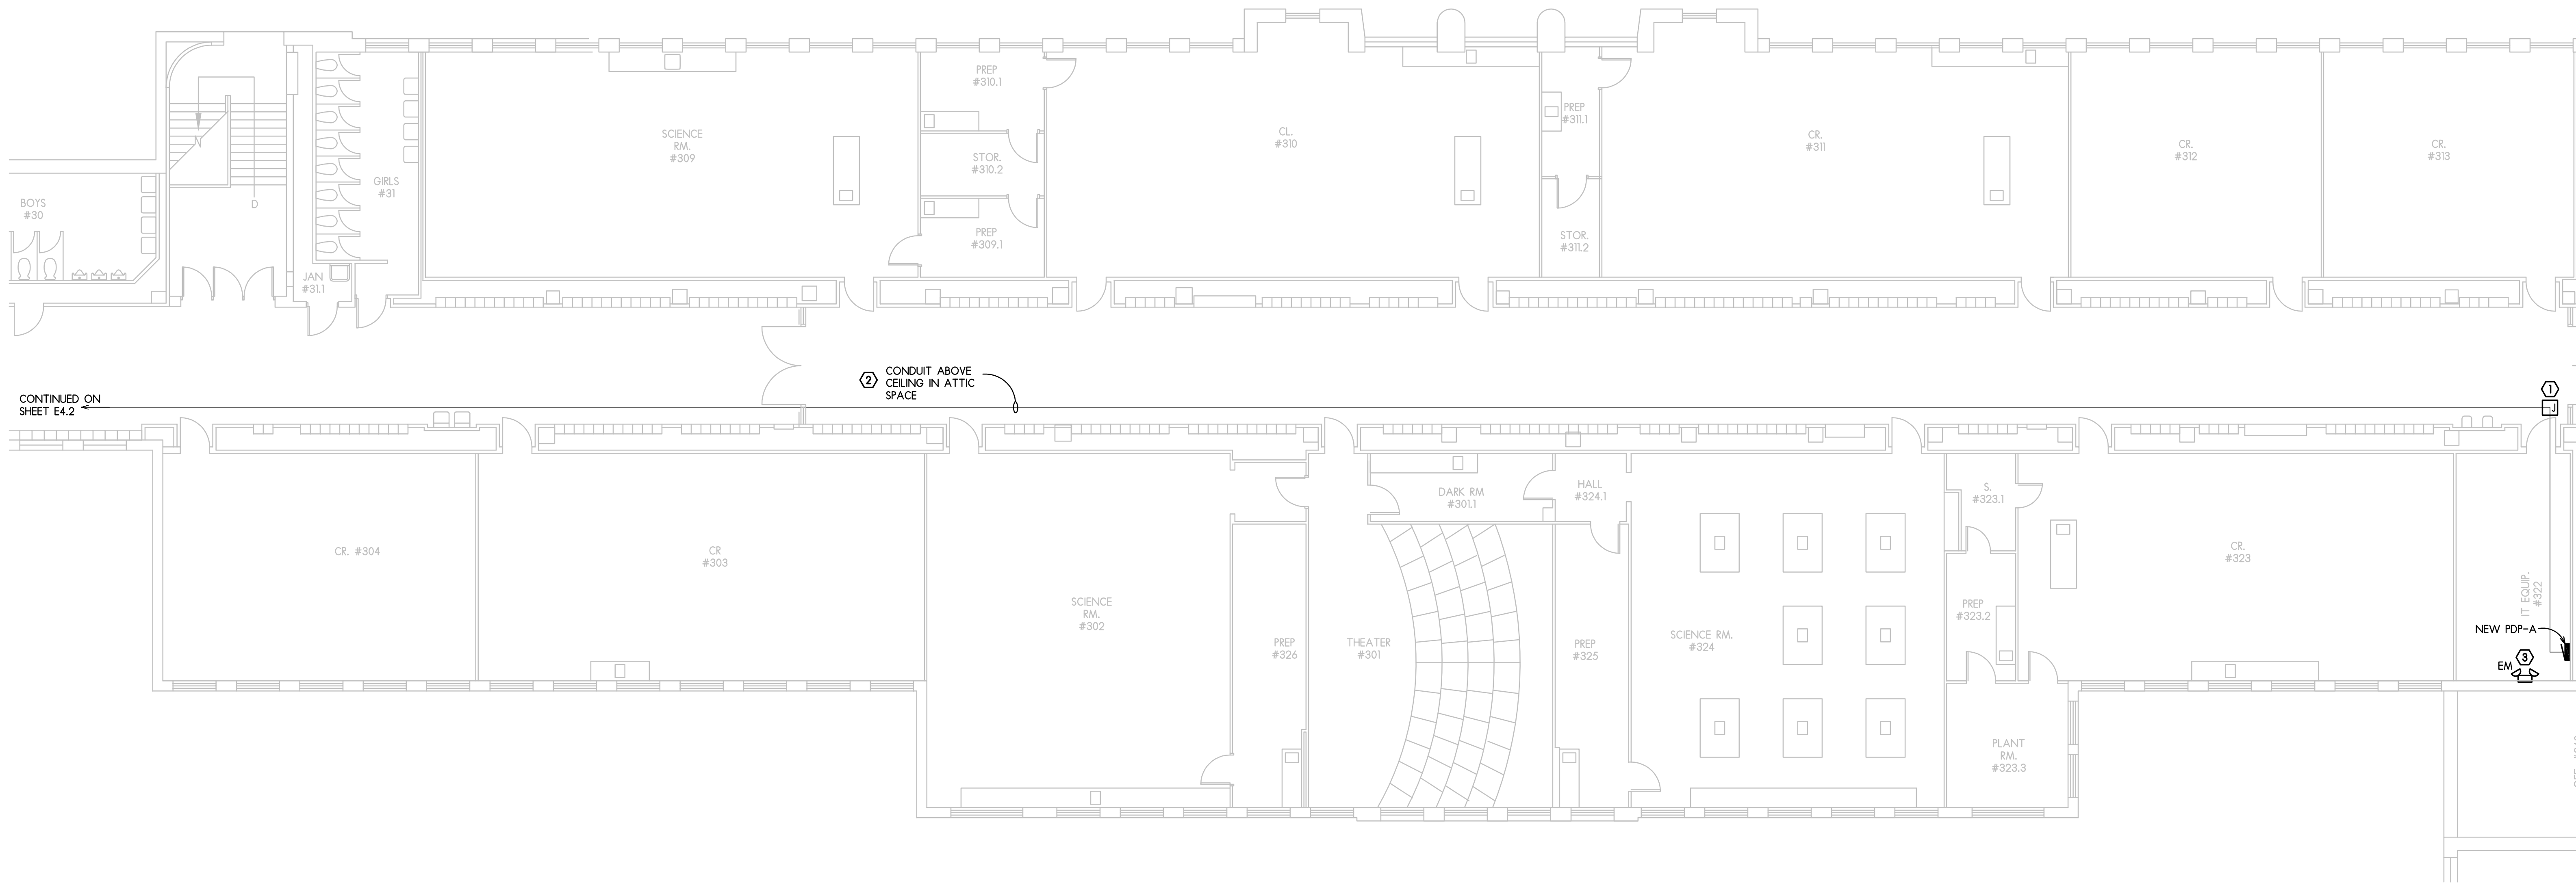 PREP
#310.1
SCIENCE
RM.
#309
STOR.
#310.2
PREP
#309.1
CL.
#310
PREP
#311.1
STOR.
#311.2
CR.
#311
CR.
#312
CR.
#313
BOYS
#30
D
GIRLS
#31
JAN
#31.1
CONTINUED ON
SHEET E4.2
2
CONDUIT ABOVE
CEILING IN ATTIC
SPACE
1
J
CR. #304
CR
#303
SCIENCE
RM.
#302
PREP
#326
THEATER
#301
DARK RM
#301.1
HALL
#324.1
PREP
#325
SCIENCE RM.
#324
S.
#323.1
PREP
#323.2
PLANT
RM.
#323.3
CR.
#323
IT EQUIP.
#322
NEW PDP-A
EM
3